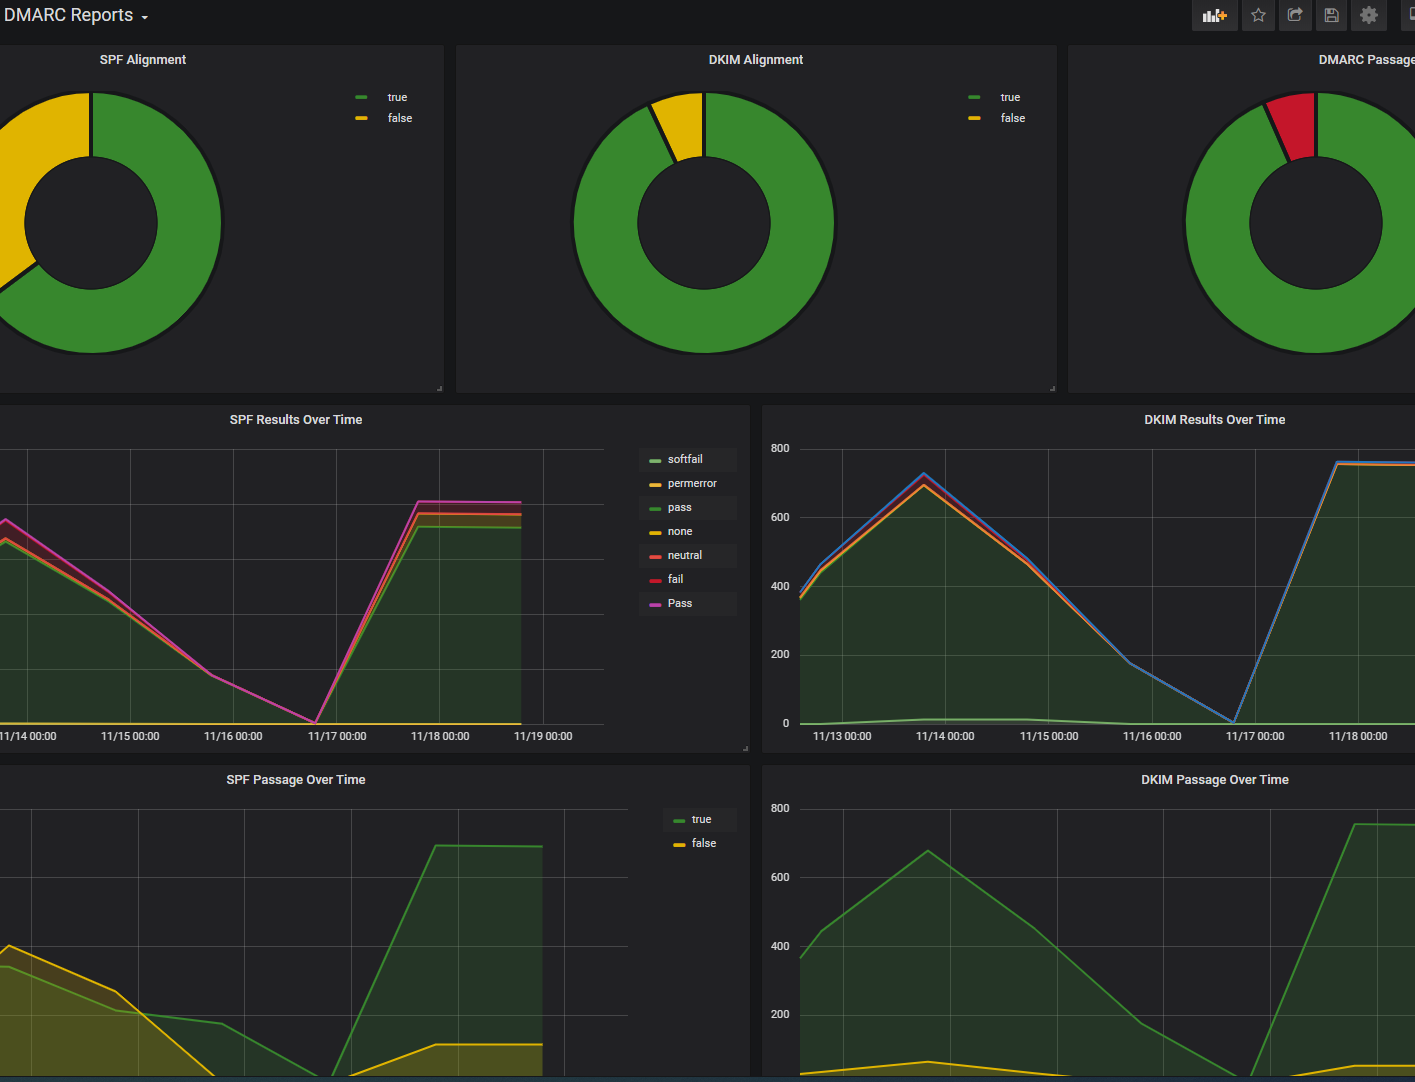 DMARC Reports
SPF Alignment
true
false
DKIM Alignment
true
false
DMARC Passage
SPF Results Over Time
softfail
permerror
pass
none
neutral
fail
Pass
11/14 00:00
11/15 00:00
11/16 00:00
11/17 00:00
11/18 00:00
11/19 00:00
DKIM Results Over Time
800
600
400
200
0
11/13 00:00
11/14 00:00
11/15 00:00
11/16 00:00
11/17 00:00
11/18 00:00
SPF Passage Over Time
true
false
DKIM Passage Over Time
800
600
400
200